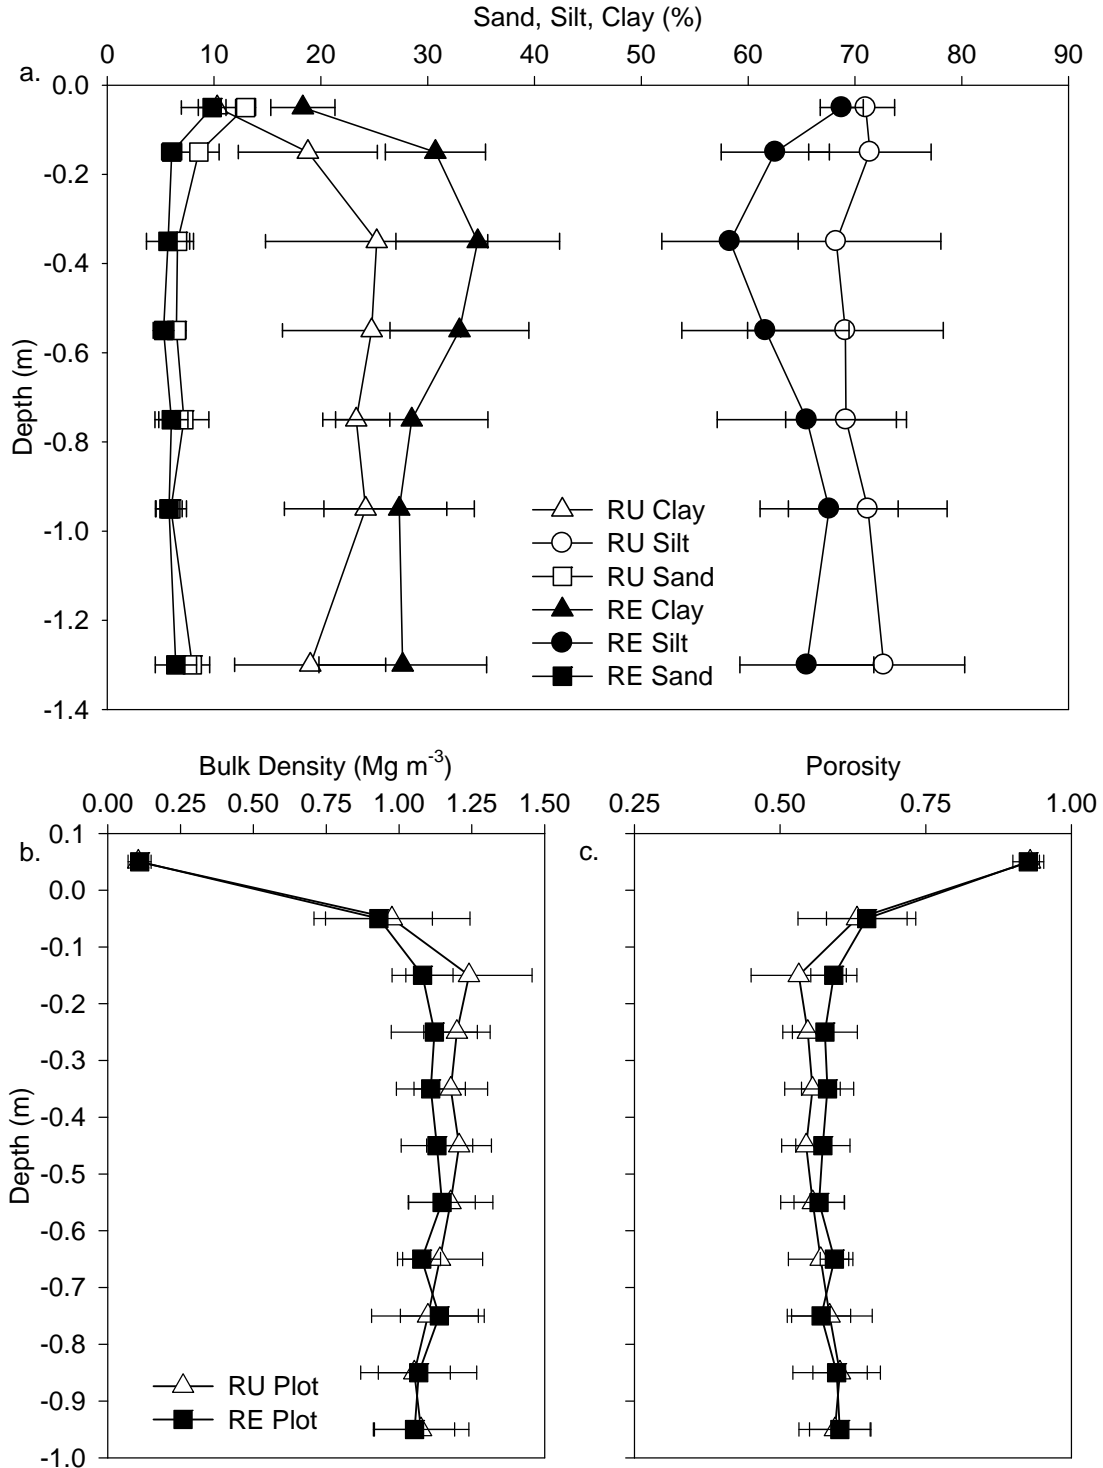 Sand, Silt, Clay (%)
0 10 20 30 40 50 60 70 80 90
a.
0.0
-0.2
-0.4
-0.6
-0.8
-1.0
-1.2
-1.4
Depth (m)
RU Clay
RU Silt
RU Sand
RE Clay
RE Silt
RE Sand
Bulk Density (Mg m-3)
0.00 0.25 0.50 0.75 1.00 1.25 1.50
b.
0.1
0.0
-0.1
-0.2
-0.3
-0.4
-0.5
-0.6
-0.7
-0.8
-0.9
-1.0
Depth (m)
RU Plot
RE Plot
Porosity
0.25 0.50 0.75 1.00
c.